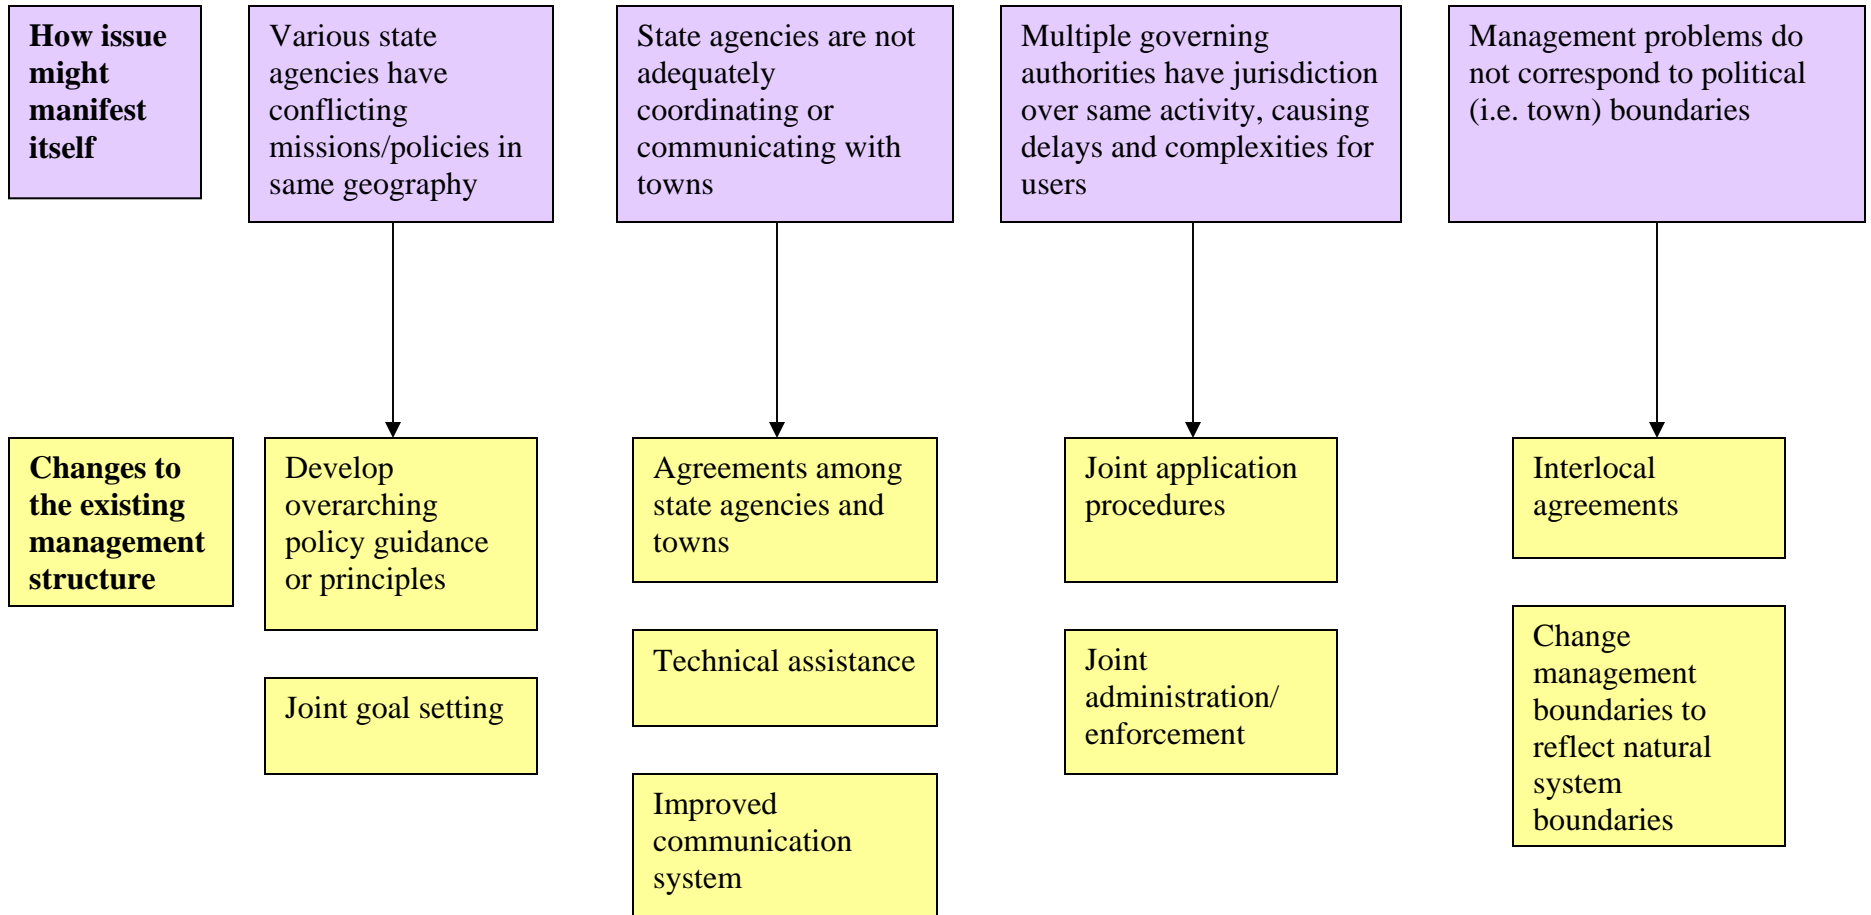 How issue
might
manifest
itself
Various state
agencies have
conflicting
missions/policies in
same geography
State agencies are not
adequately
coordinating or
communicating with
towns
Multiple governing
authorities have jurisdiction
over same activity, causing
delays and complexities for
users
Management problems do
not correspond to political
(i.e. town) boundaries
Changes to
the existing
management
structure
Develop
overarching
policy guidance
or principles
Joint goal setting
Agreements among
state agencies and
towns
Technical assistance
Improved
communication
system
Joint application
procedures
Joint
administration/
enforcement
Interlocal
agreements
Change
management
boundaries to
reflect natural
system
boundaries